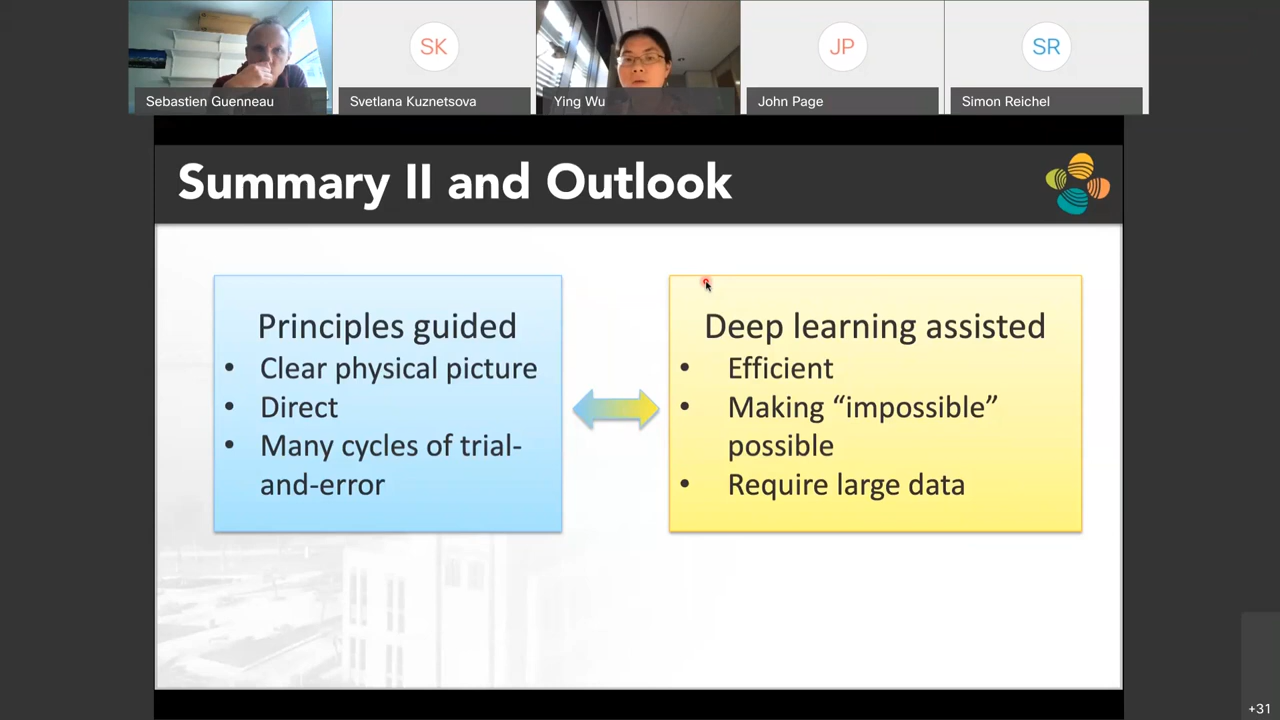 SK
JP
SR
Sebastien Guenneau
Svetlana Kuznetsova
Ying Wu
John Page
Simon Reichel
Summary II and Outlook
Principles guided
• Clear physical picture
• Direct
• Many cycles of trial-
and-error
Deep learning assisted
• Efficient
• Making “impossible”
possible
• Require large data
+31